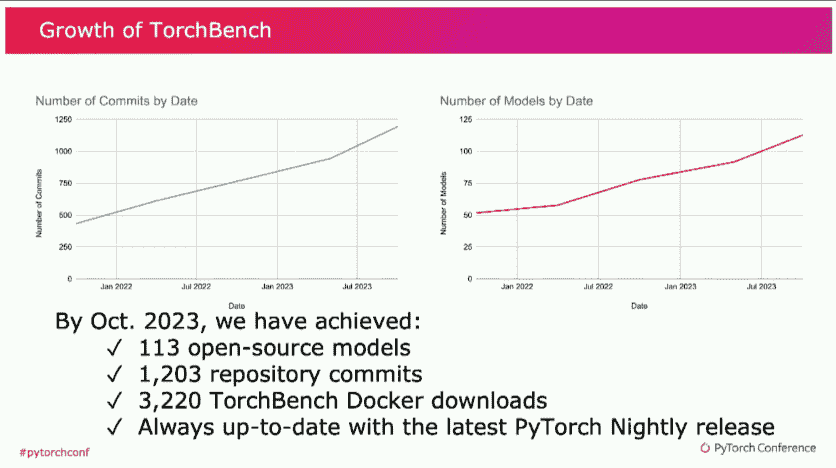 Growth of TorchBench
Number of Commits by Date
1250
1000
750
500
250
0
Number of Commits
Jan 2022
Jul 2022
Jan 2023
Jul 2023
Date
Number of Models by Date
125
100
75
50
25
0
Number of Models
Jan 2022
Jul 2022
Jan 2023
Jul 2023
Date
By Oct. 2023, we have achieved:
✓ 113 open-source models
✓ 1,203 repository commits
✓ 3,220 TorchBench Docker downloads
✓ Always up-to-date with the latest PyTorch Nightly release
#pytorchconf
PyTorch Conference